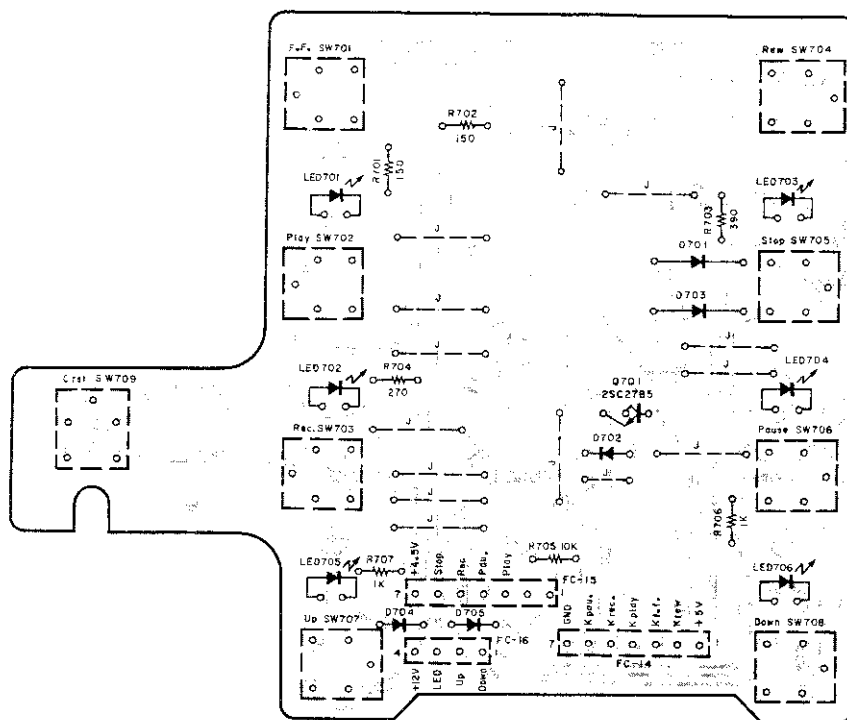 F.F. SW701
Rew SW704
R702
150
J
R701
150
LED701
J
R703
390
LED703
Play SW702
J
D701
Stop SW705
J
D703
J
J
J
LED702
R704
270
LED704
Crst SW709
Q701
2SC2785
J
Rec. SW703
J
D702
J
Pause SW706
J
J
J
J
R706
1K
LED705
R707
1K
+4.5V
Stop
Rec
Pau.
Play
R705 10K
LED706
7
1
FC-15
Up SW707
D704
D705
GND
K pau.
K rec.
K play
K f.f.
K rew
+5V
Down SW708
4
1
FC-16
7
1
FC-14
+12V
LED
Up
Down